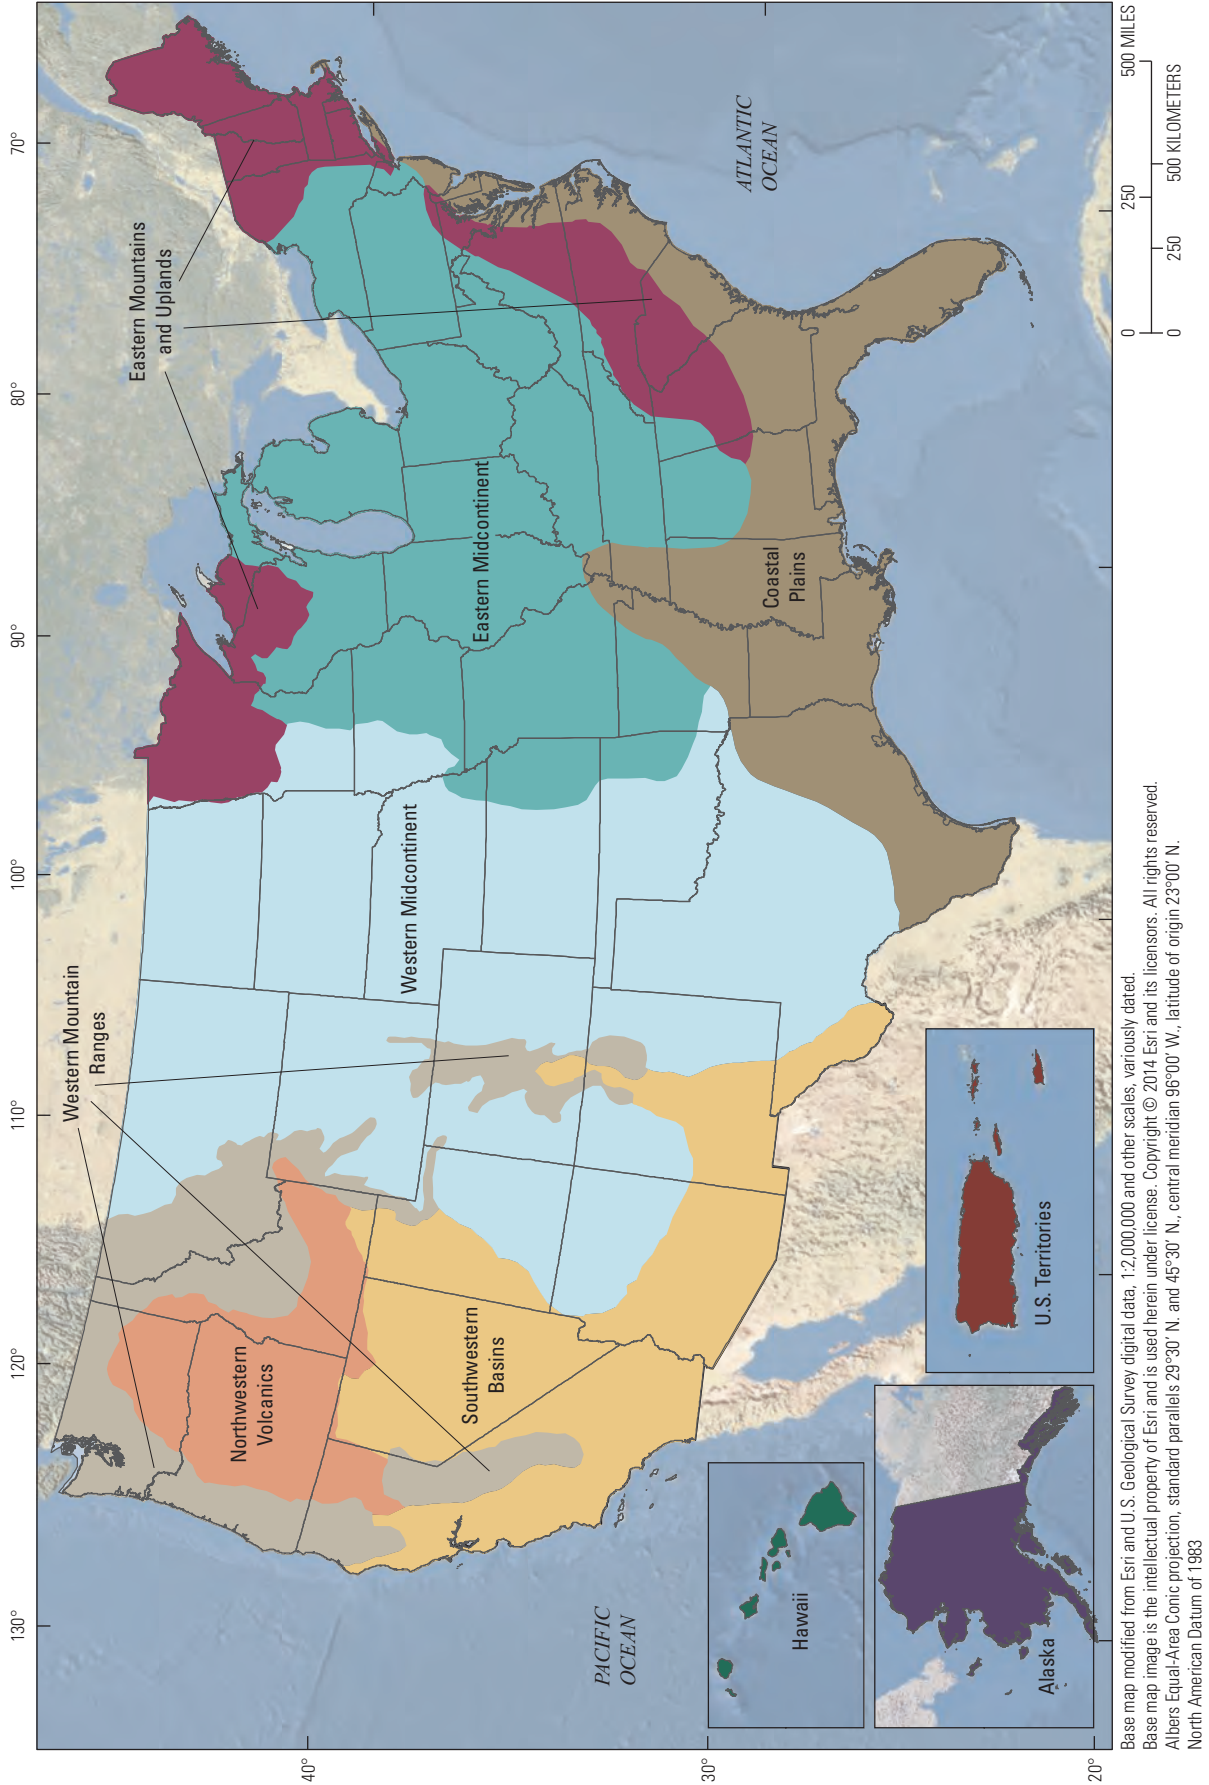 130°
120°
110°
100°
90°
80°
70°
40°
30°
20°
Western Mountain
Ranges
Eastern Mountains
and Uplands
Northwestern
Volcanics
Southwestern
Basins
Western Midcontinent
Eastern Midcontinent
Coastal
Plains
PACIFIC
OCEAN
ATLANTIC
OCEAN
Hawaii
Alaska
U.S. Territories
Base map modified from Esri and U.S. Geological Survey digital data, 1:2,000,000 and other scales, variously dated.
Base map image is the intellectual property of Esri and is used herein under license. Copyright © 2014 Esri and its licensors. All rights reserved.
Albers Equal-Area Conic projection, standard parallels 29°30′ N. and 45°30′ N., central meridian 96°00′ W., latitude of origin 23°00′ N.
North American Datum of 1983
0 250 500 MILES
0 250 500 KILOMETERS